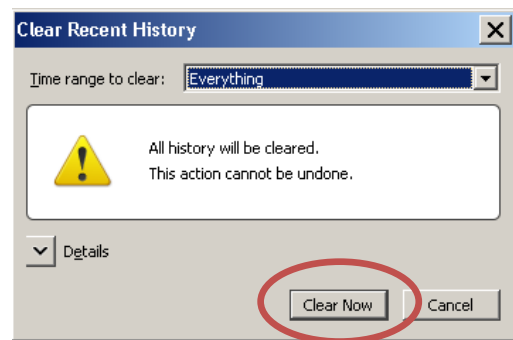 Clear Recent History
Time range to clear: Everything
All history will be cleared.
This action cannot be undone.
Details
Clear Now Cancel